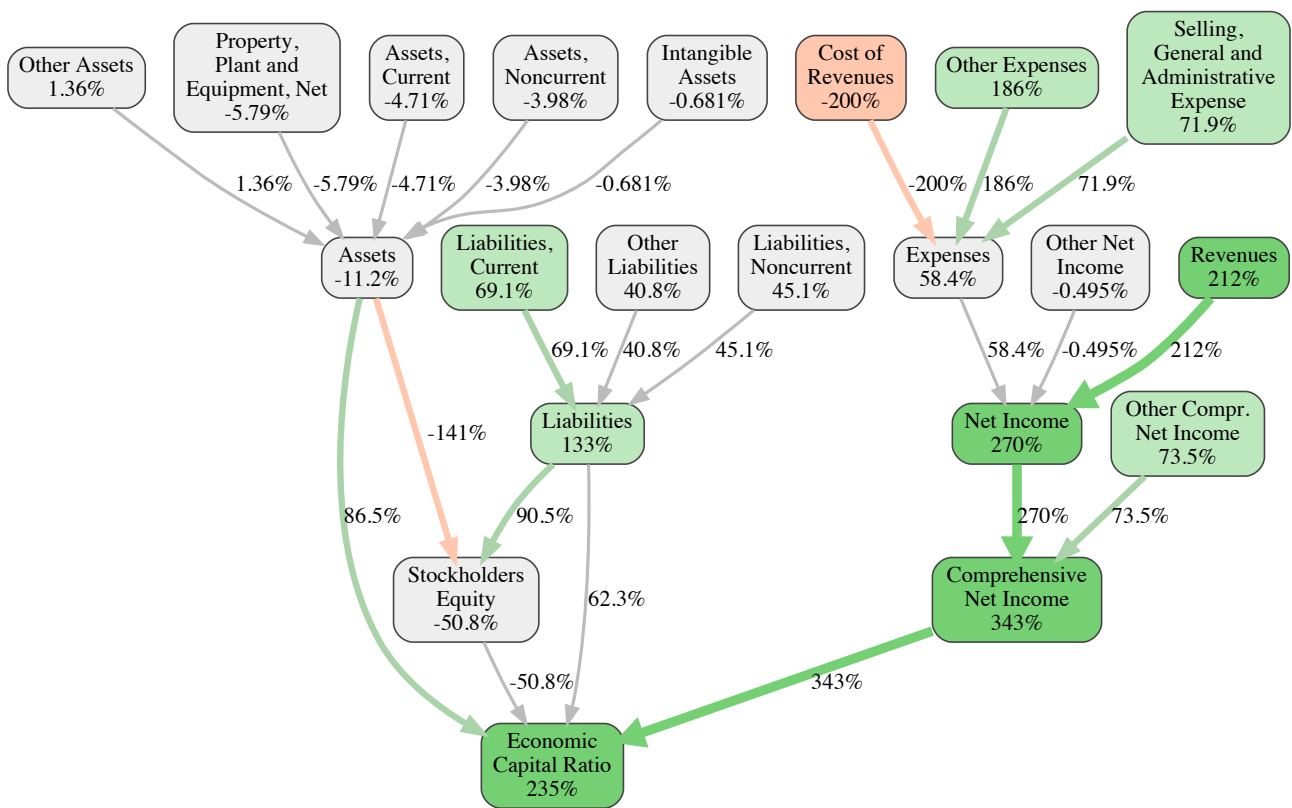 Other Assets
1.36%
Property,
Plant and
Equipment, Net
-5.79%
Assets,
Current
-4.71%
Assets,
Noncurrent
-3.98%
Intangible
Assets
-0.681%
Cost of
Revenues
-200%
Other Expenses
186%
Selling,
General and
Administrative
Expense
71.9%
1.36%
-5.79%
-4.71%
-3.98%
-0.681%
-200%
186%
71.9%
Assets
-11.2%
Liabilities,
Current
69.1%
Other
Liabilities
40.8%
Liabilities,
Noncurrent
45.1%
Expenses
58.4%
Other Net
Income
-0.495%
Revenues
212%
69.1%
40.8%
45.1%
58.4%
-0.495%
212%
Liabilities
133%
Net Income
270%
Other Compr.
Net Income
73.5%
-141%
86.5%
90.5%
270%
73.5%
Stockholders
Equity
-50.8%
62.3%
Comprehensive
Net Income
343%
-50.8%
343%
Economic
Capital Ratio
235%